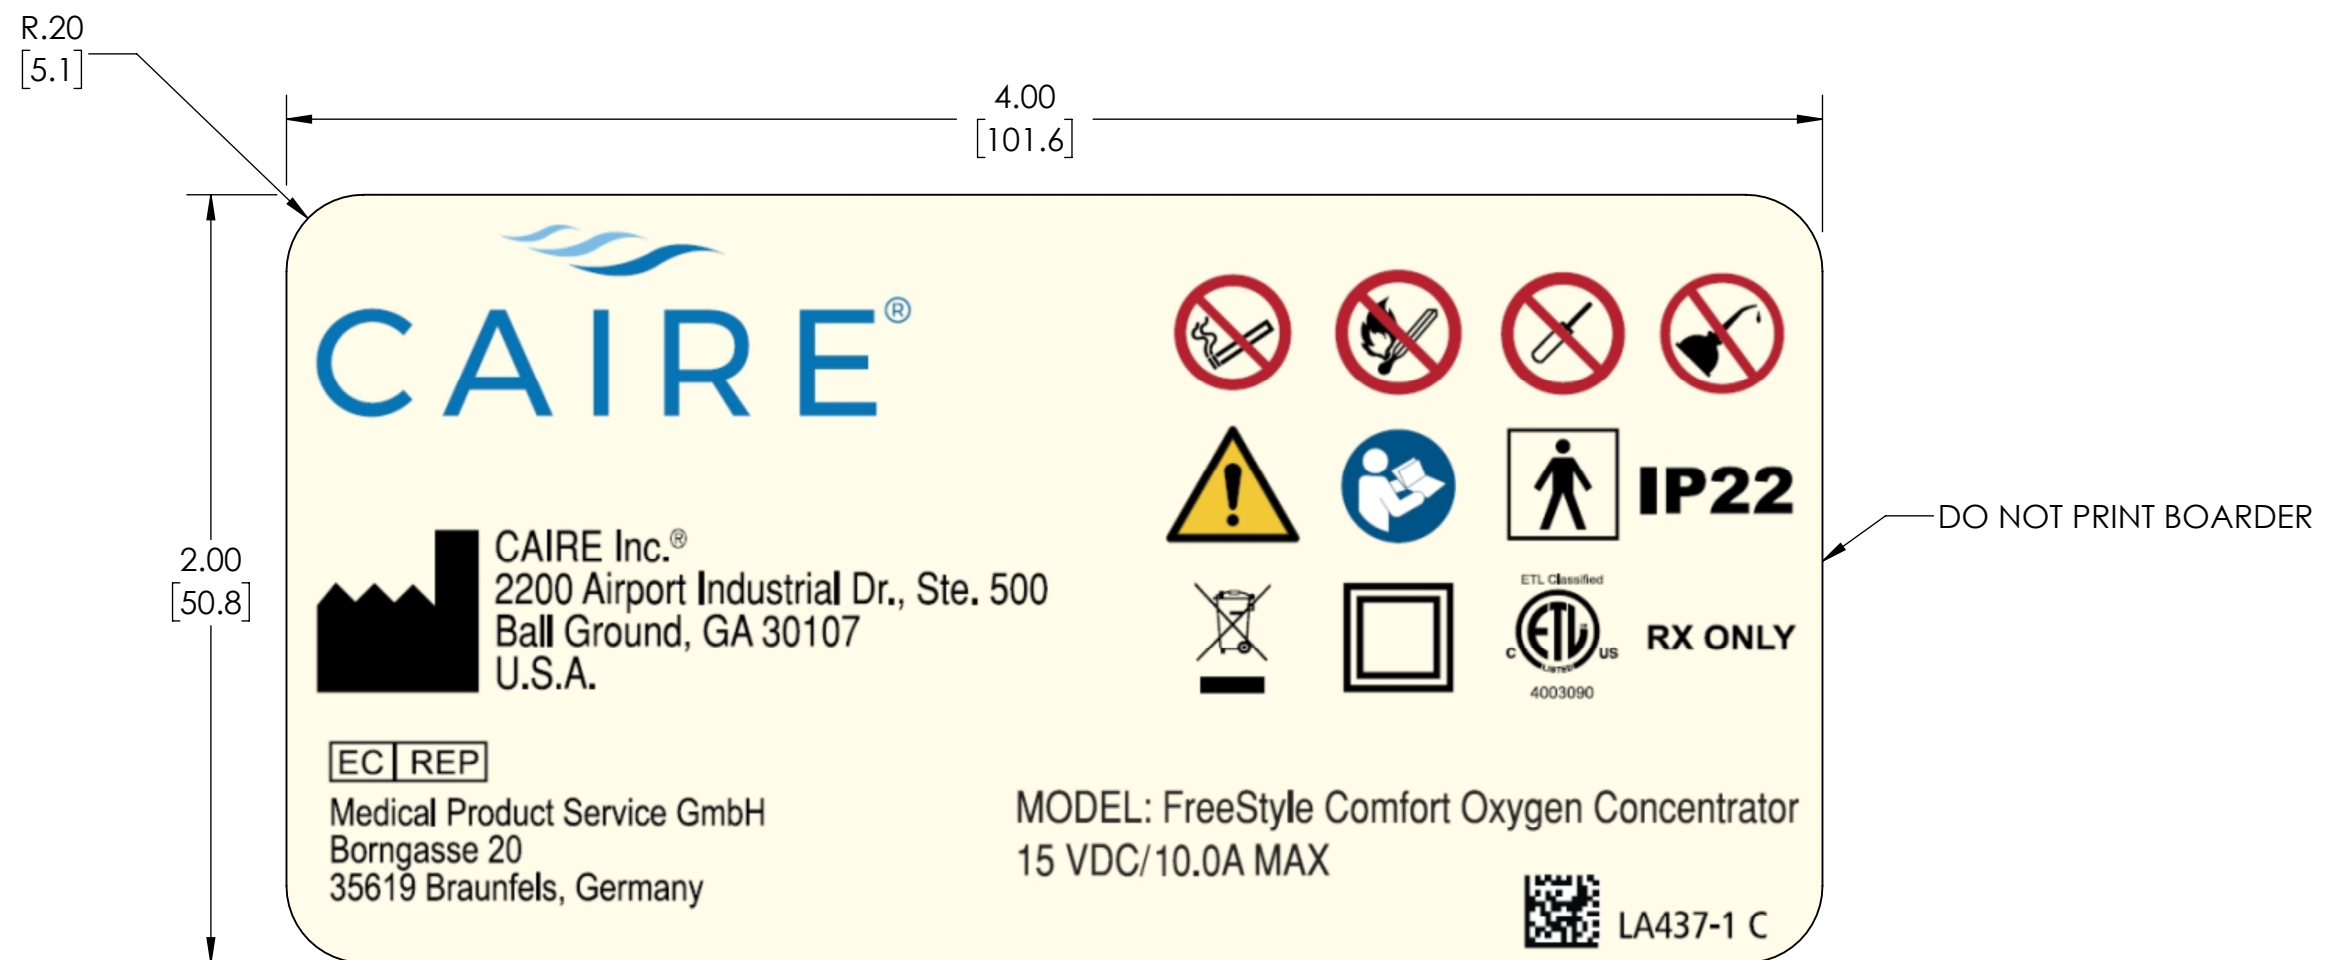 R.20
[5.1]
4.00
[101.6]
2.00
[50.8]
CAIRE®
CAIRE Inc.®
2200 Airport Industrial Dr., Ste. 500
Ball Ground, GA 30107
U.S.A.
EC REP
Medical Product Service GmbH
Borngasse 20
35619 Braunfels, Germany
IP22
ETL Classified
ETL
C US
LISTED
4003090
RX ONLY
MODEL: FreeStyle Comfort Oxygen Concentrator
15 VDC/10.0A MAX
LA437-1 C
DO NOT PRINT BOARDER